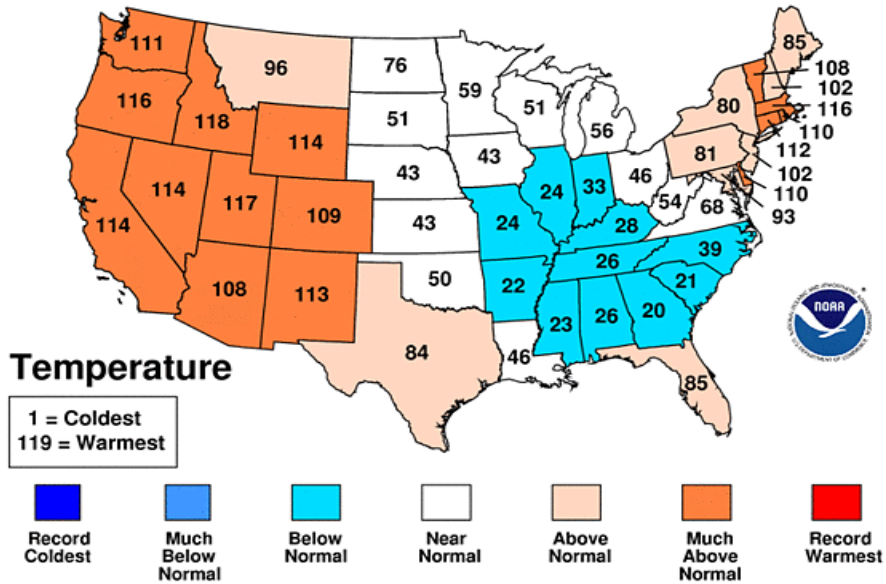 111
96
76
59
51
56
85
108
102
116
110
112
102
110
93
116
118
114
51
43
43
50
80
81
46
54
68
114
114
117
109
24
24
33
28
39
26
21
108
113
22
23
26
20
84
46
85
NOAA
Temperature
1 = Coldest
119 = Warmest
Record
Coldest
Much
Below
Normal
Below
Normal
Near
Normal
Above
Normal
Much
Above
Normal
Record
Warmest